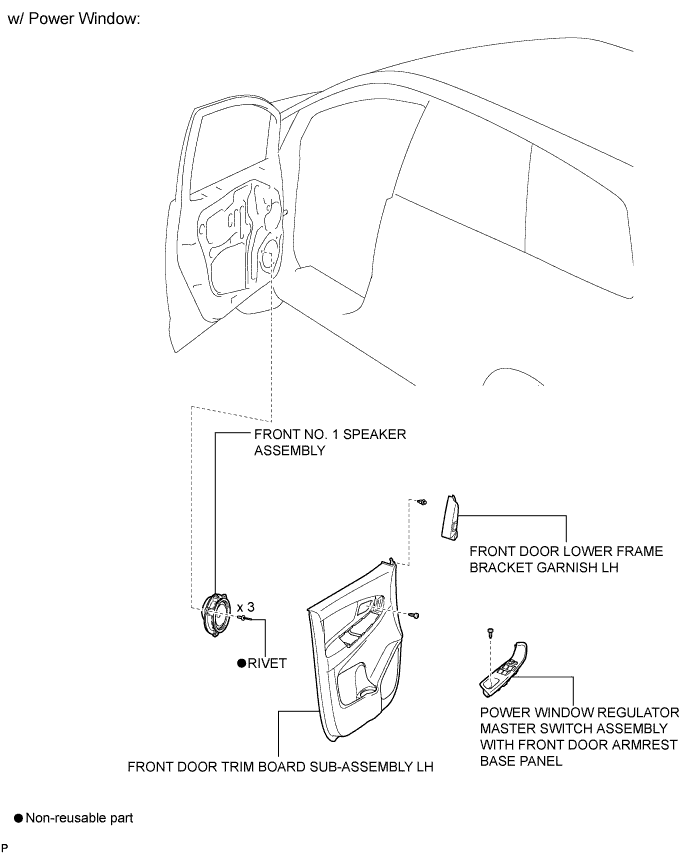 w/ Power Window:
FRONT NO. 1 SPEAKER
ASSEMBLY
FRONT DOOR LOWER FRAME
BRACKET GARNISH LH
x 3
●RIVET
POWER WINDOW REGULATOR
MASTER SWITCH ASSEMBLY
WITH FRONT DOOR ARMREST
BASE PANEL
FRONT DOOR TRIM BOARD SUB-ASSEMBLY LH
● Non-reusable part
P